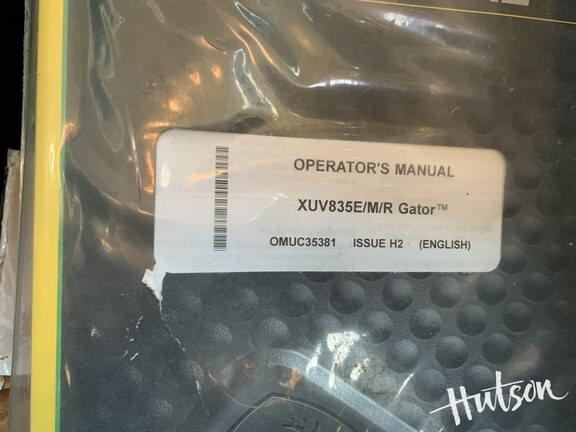 OPERATOR'S MANUAL
XUV835E/M/R Gator™
OMUC35381 ISSUE H2 (ENGLISH)
Hutson